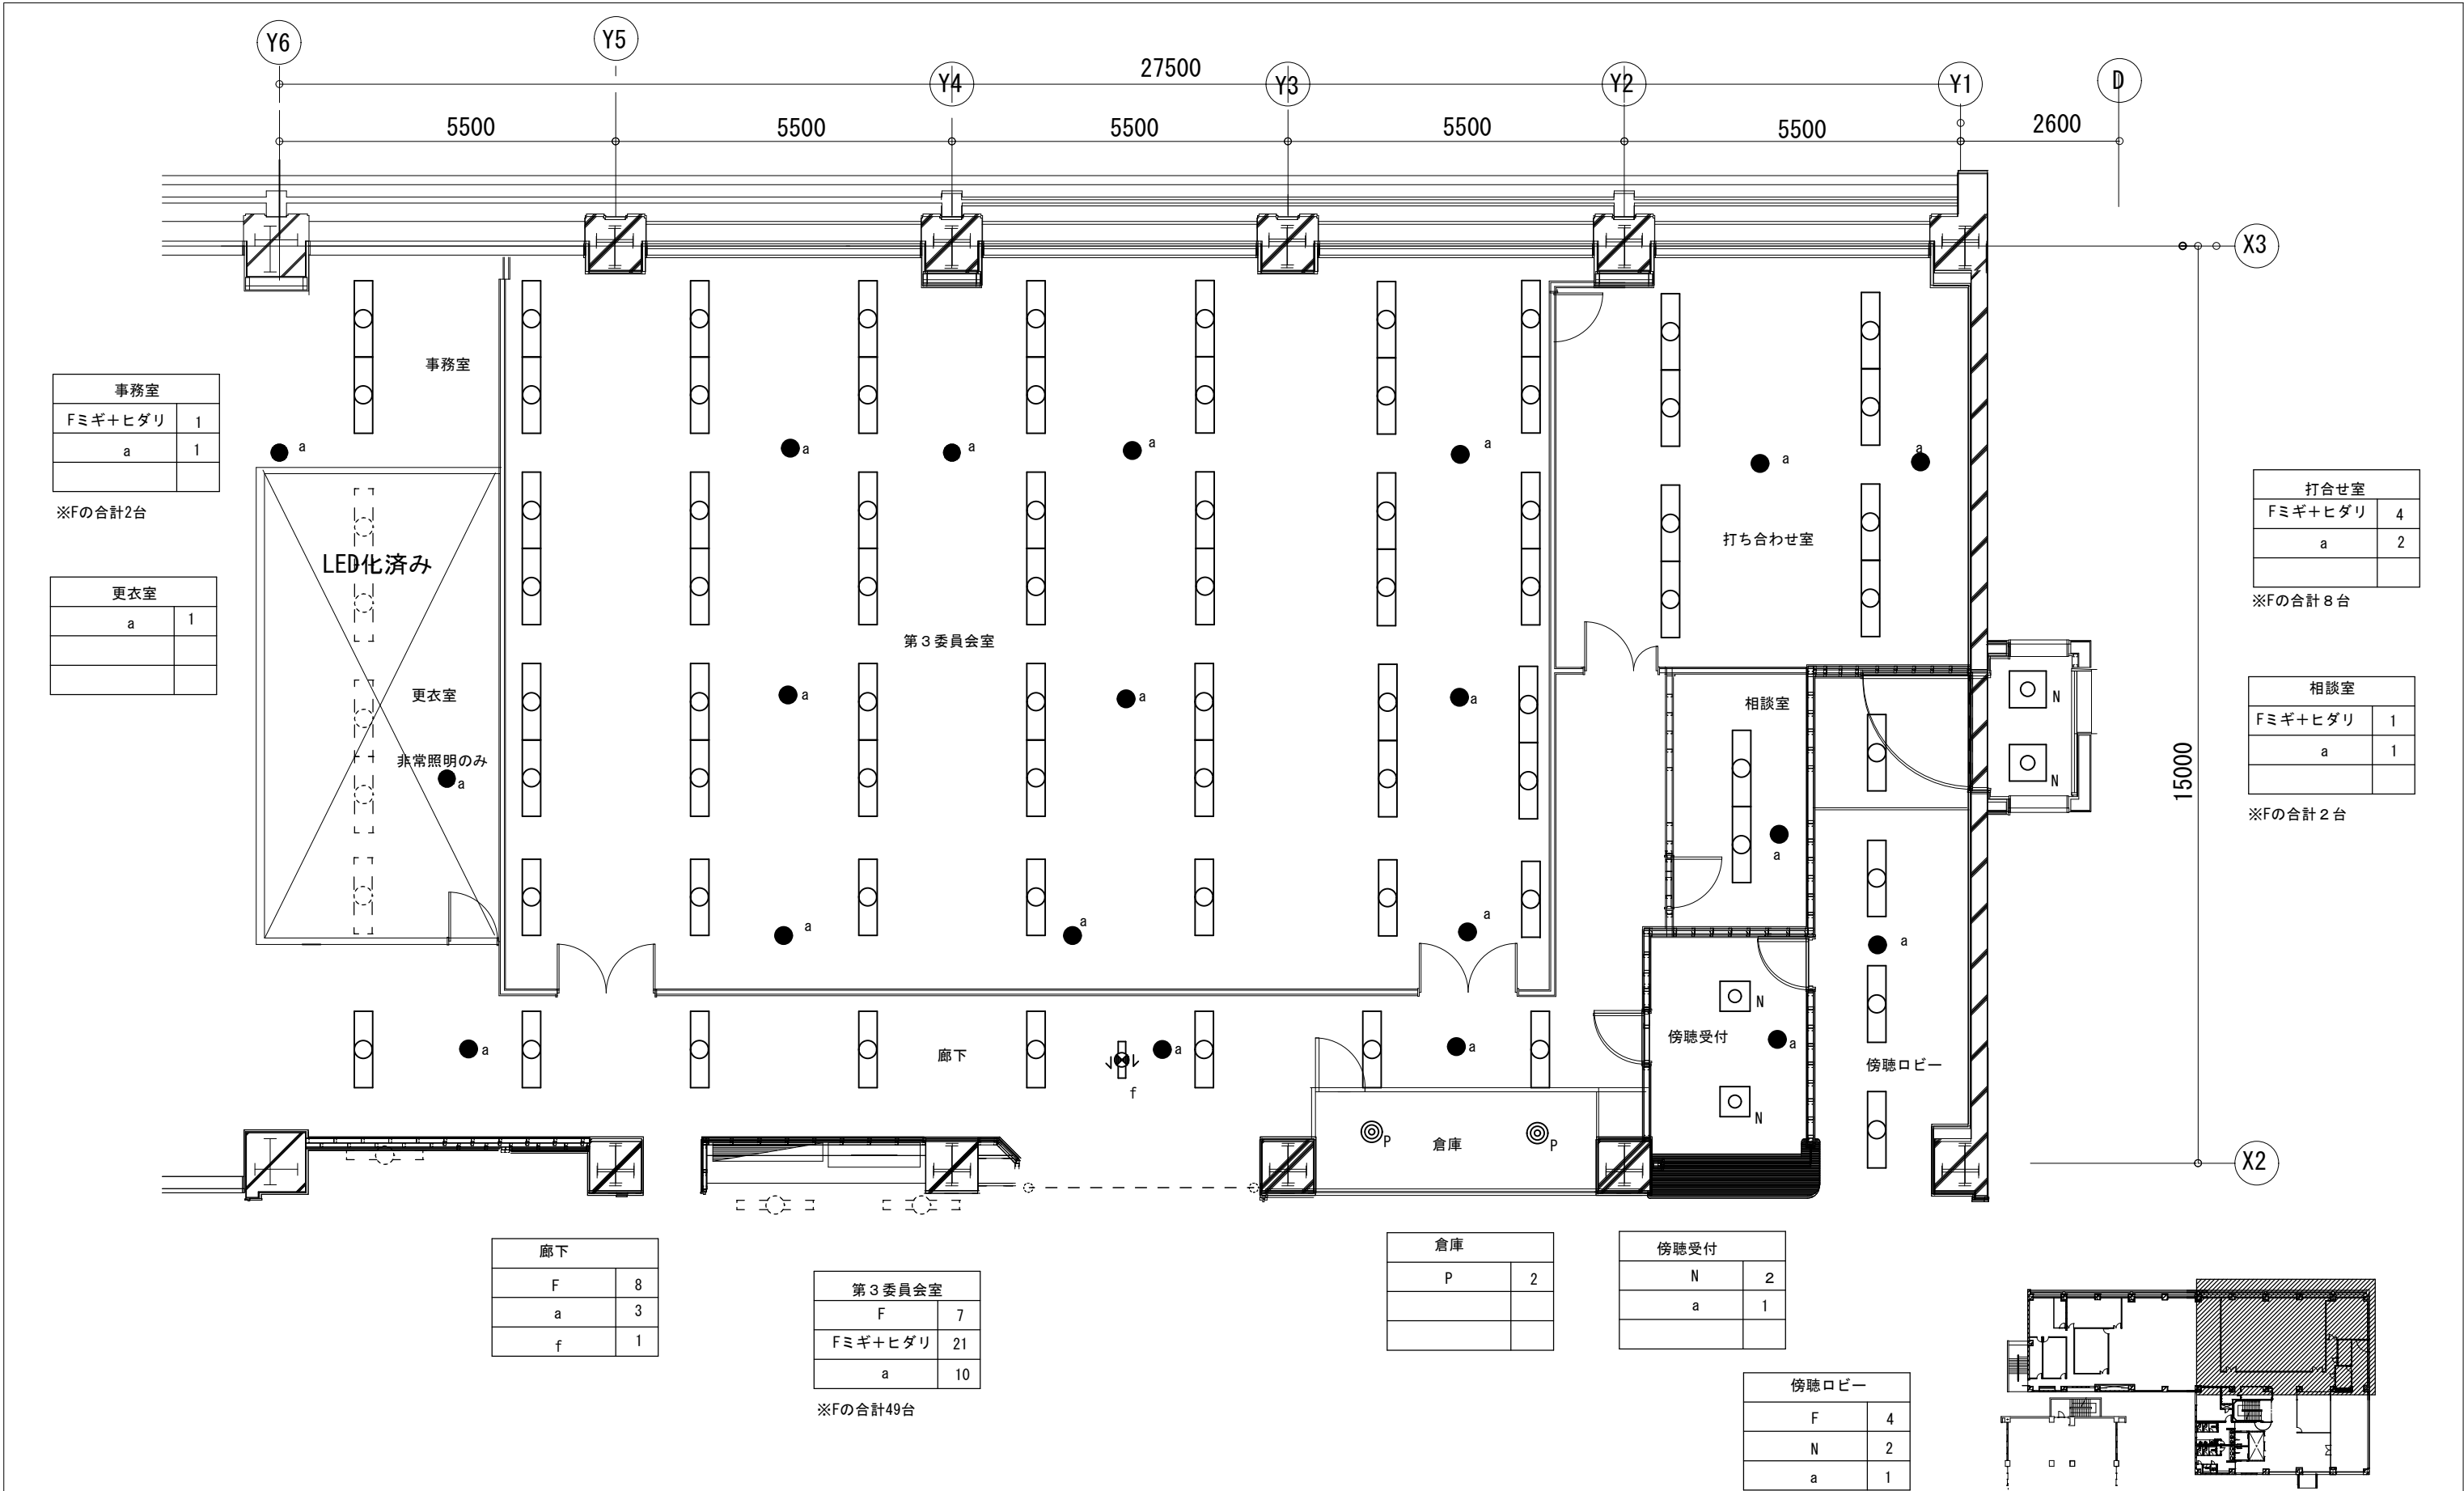 Y6
Y5
Y4
Y3
Y2
Y1
D
27500
5500
5500
5500
5500
5500
2600
X3
事務室
事務室
Fミギ＋ヒダリ 1
a 1
※Fの合計2台
a
a
a
a
a
a
a
打合せ室
Fミギ＋ヒダリ 4
a 2
※Fの合計８台
LED化済み
打ち合わせ室
更衣室
a 1
第３委員会室
更衣室
非常照明のみ
a
a
a
a
相談室
N
N
相談室
Fミギ＋ヒダリ 1
a 1
※Fの合計２台
15000
a
a
a
a
a
N
傍聴受付
a
N
傍聴ロビー
a
廊下
f
a
a
P
倉庫
P
X2
廊下
F 8
a 3
f 1
第３委員会室
F 7
Fミギ＋ヒダリ 21
a 10
※Fの合計49台
倉庫
P 2
傍聴受付
N 2
a 1
傍聴ロビー
F 4
N 2
a 1